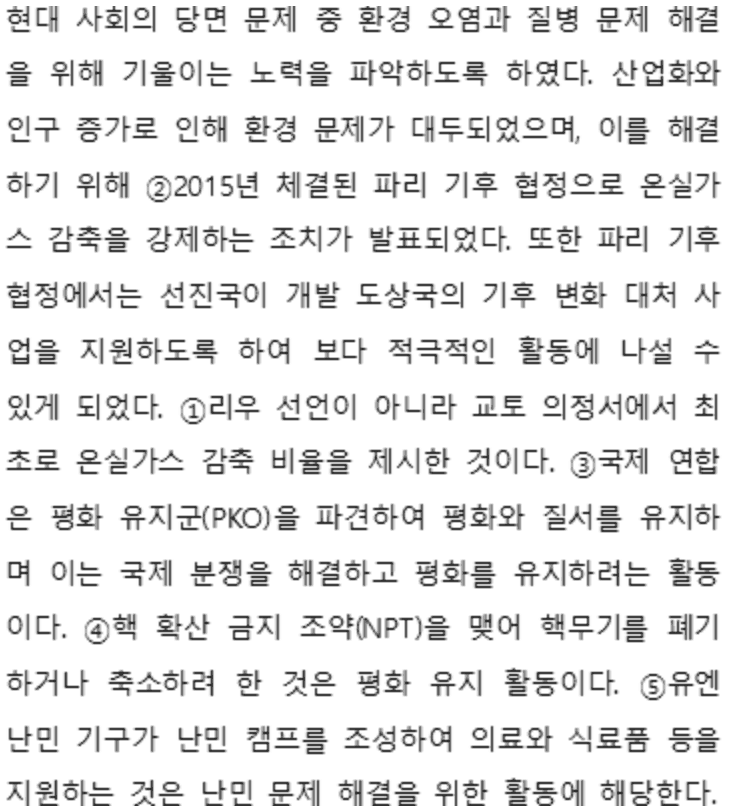 현대 사회의 당면 문제 중 환경 오염과 질병 문제 해결
을 위해 기울이는 노력을 파악하도록 하였다. 산업화와
인구 증가로 인해 환경 문제가 대두되었으며, 이를 해결
하기 위해 ②2015년 체결된 파리 기후 협정으로 온실가
스 감축을 강제하는 조치가 발표되었다. 또한 파리 기후
협정에서는 선진국이 개발 도상국의 기후 변화 대처 사
업을 지원하도록 하여 보다 적극적인 활동에 나설 수
있게 되었다. ①리우 선언이 아니라 교토 의정서에서 최
초로 온실가스 감축 비율을 제시한 것이다. ③국제 연합
은 평화 유지군(PKO)을 파견하여 평화와 질서를 유지하
며 이는 국제 분쟁을 해결하고 평화를 유지하려는 활동
이다. ④핵 확산 금지 조약(NPT)을 맺어 핵무기를 폐기
하거나 축소하려 한 것은 평화 유지 활동이다. ⑤유엔
난민 기구가 난민 캠프를 조성하여 의료와 식료품 등을
지원하는 것은 난민 문제 해결을 위한 활동에 해당한다.